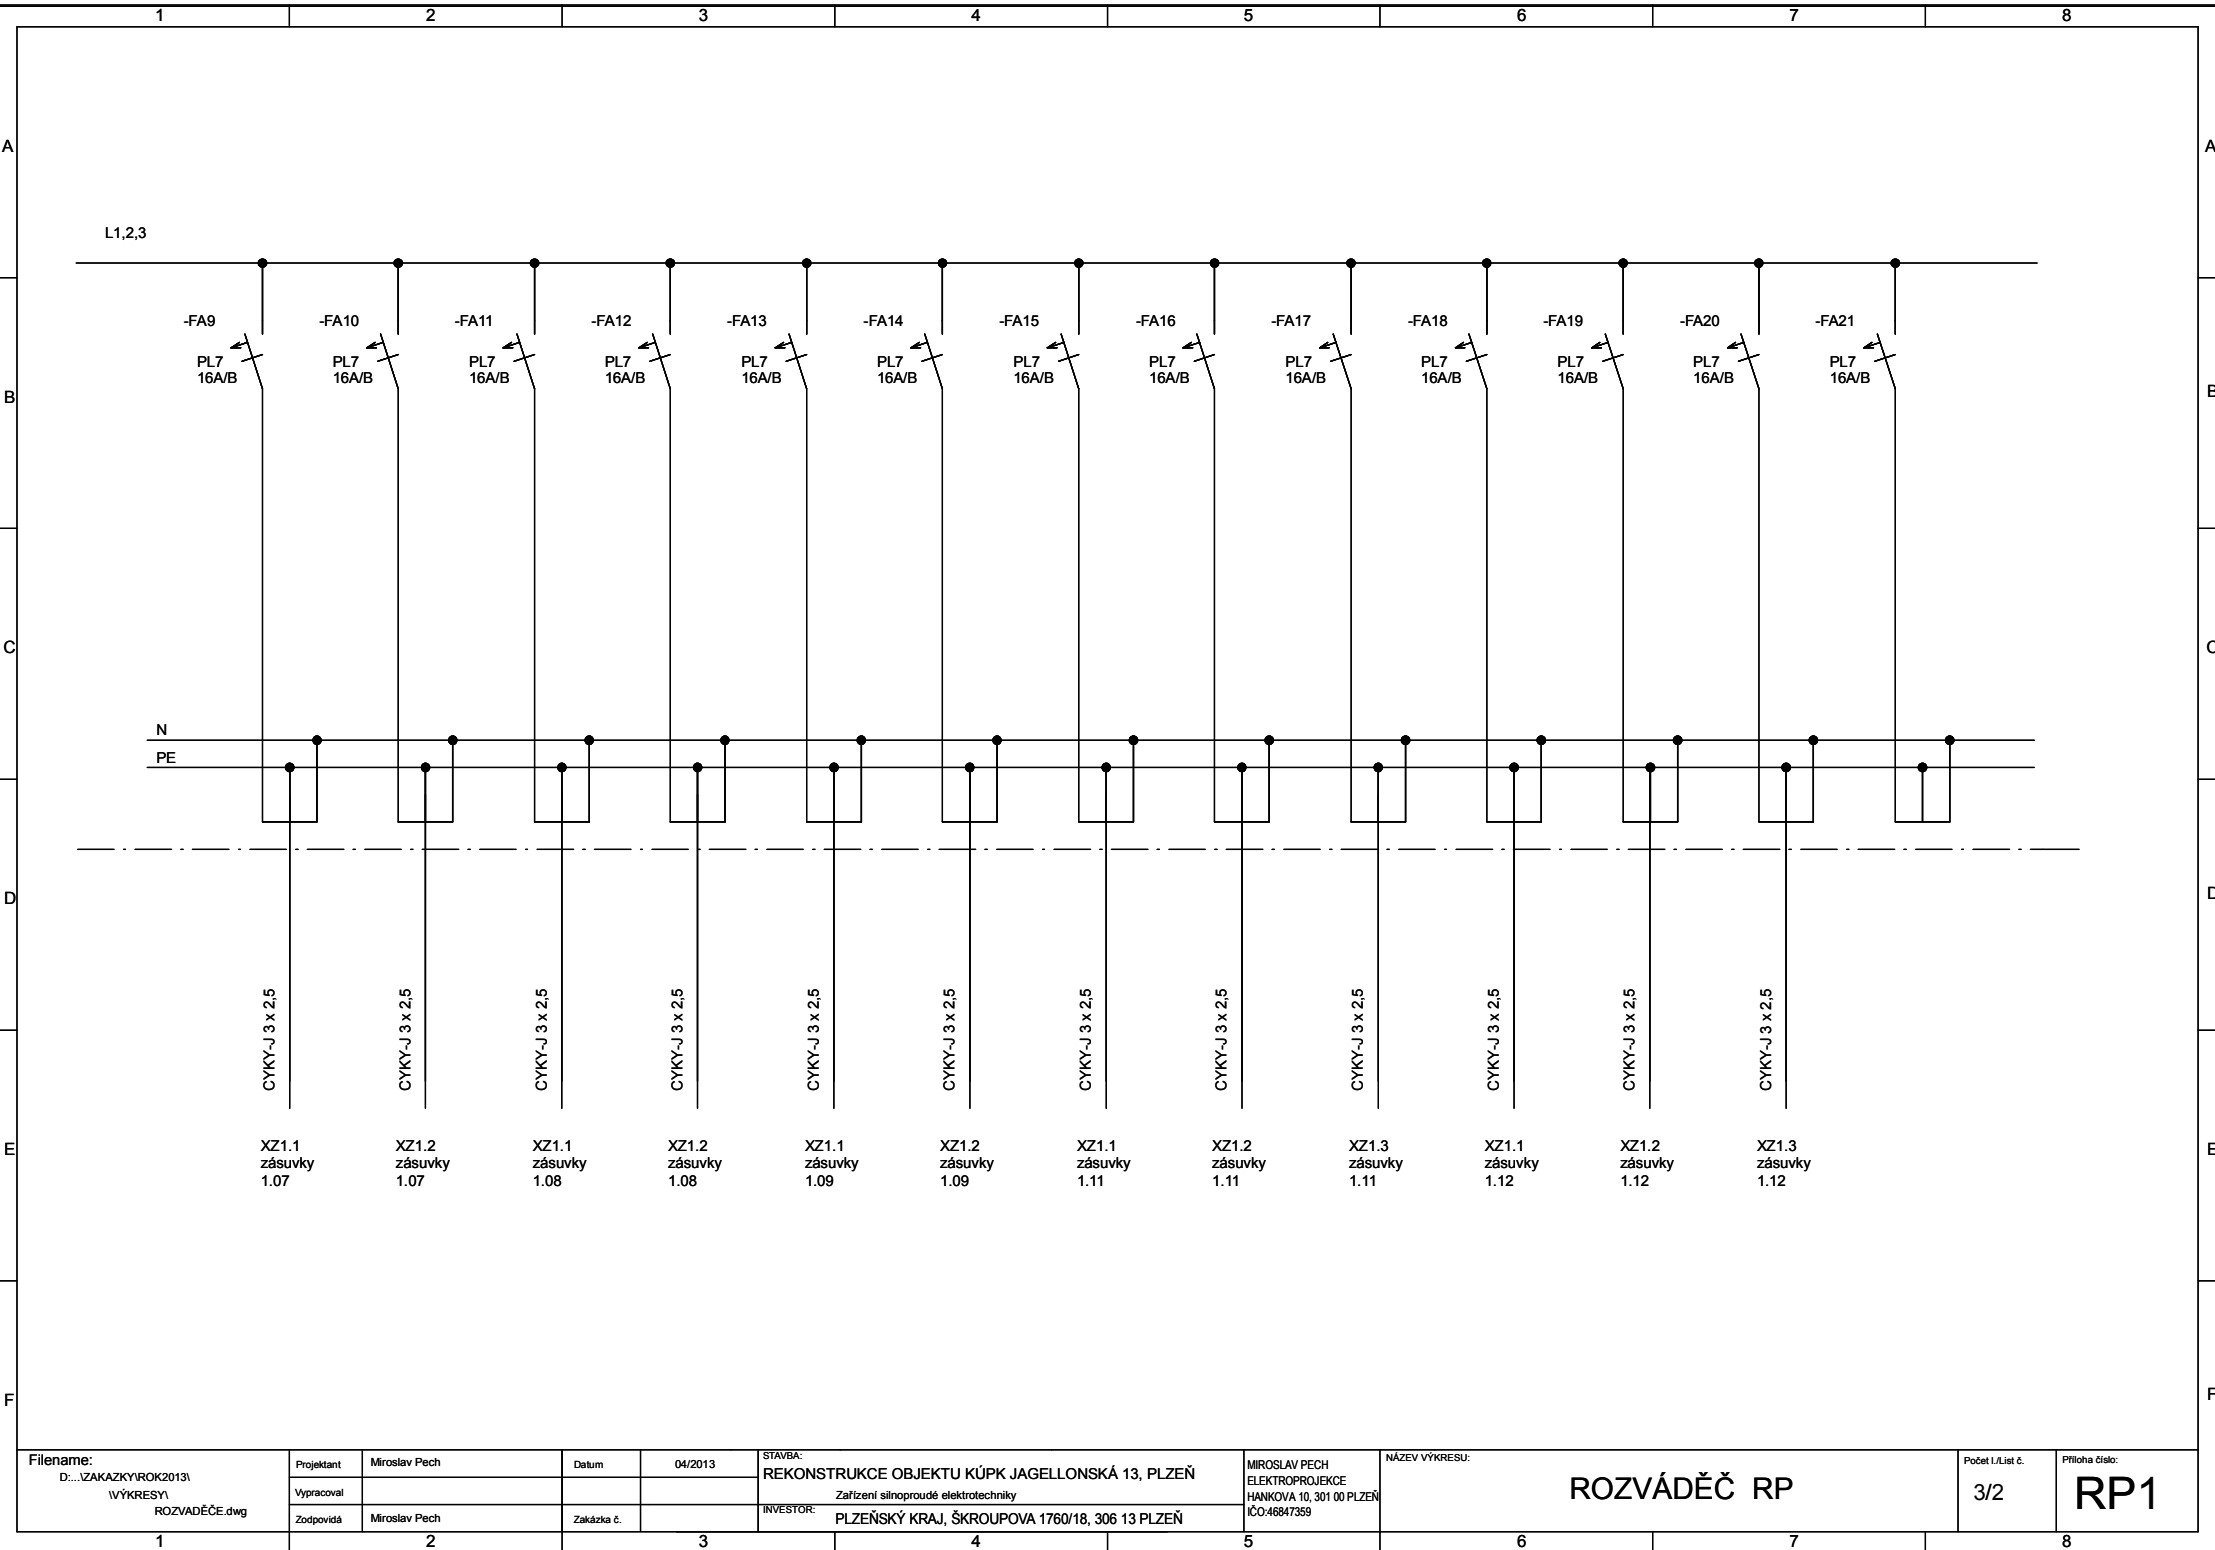 1 2 3 4 5 6 7 8
A A
L1,2,3
-FA9 -FA10 -FA11 -FA12 -FA13 -FA14 -FA15 -FA16 -FA17 -FA18 -FA19 -FA20 -FA21
PL7 PL7 PL7 PL7 PL7 PL7 PL7 PL7 PL7 PL7 PL7 PL7 PL7
16A/B 16A/B 16A/B 16A/B 16A/B 16A/B 16A/B 16A/B 16A/B 16A/B 16A/B 16A/B 16A/B
B B
C C
N
PE
D D
CYKY-J 3 x 2,5 CYKY-J 3 x 2,5 CYKY-J 3 x 2,5 CYKY-J 3 x 2,5 CYKY-J 3 x 2,5 CYKY-J 3 x 2,5 CYKY-J 3 x 2,5 CYKY-J 3 x 2,5 CYKY-J 3 x 2,5 CYKY-J 3 x 2,5 CYKY-J 3 x 2,5 CYKY-J 3 x 2,5
E E
XZ1.1 XZ1.2 XZ1.1 XZ1.2 XZ1.1 XZ1.2 XZ1.1 XZ1.2 XZ1.3 XZ1.1 XZ1.2 XZ1.3
zásuvky zásuvky zásuvky zásuvky zásuvky zásuvky zásuvky zásuvky zásuvky zásuvky zásuvky zásuvky
1.07 1.07 1.08 1.08 1.09 1.09 1.11 1.11 1.11 1.12 1.12 1.12
F F
Filename:
D:...\ZAKAZKY\ROK2013\
\VÝKRESY\
ROZVADĚČE.dwg
Projektant Miroslav Pech Datum 04/2013
Vypracoval
Zodpovídá Miroslav Pech Zakázka č.
STAVBA:
REKONSTRUKCE OBJEKTU KÚPK JAGELLONSKÁ 13, PLZEŇ
Zařízení silnoproudé elektrotechniky
INVESTOR:
PLZEŇSKÝ KRAJ, ŠKROUPOVA 1760/18, 306 13 PLZEŇ
MIROSLAV PECH
ELEKTROPROJEKCE
HANKOVA 10, 301 00 PLZEŇ
IČO:46847359
NÁZEV VÝKRESU:
ROZVÁDĚČ RP
Počet l./List č.
3/2
Příloha číslo:
RP1
1 2 3 4 5 6 7 8